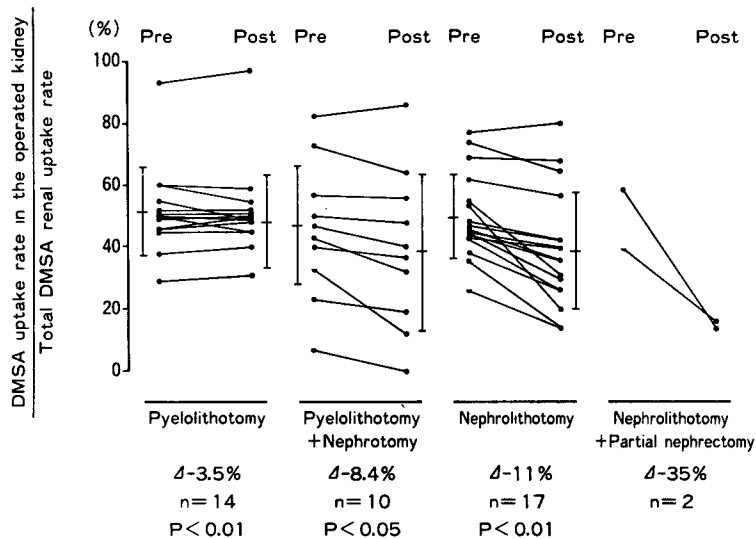 DMSA uptake rate in the operated kidney
Total DMSA renal uptake rate
(%)
Pre Post Pre Post Pre Post Pre Post
100
80
60
40
20
0
Pyelolithotomy
Pyelolithotomy
+Nephrotomy
Nephrolithotomy
Nephrolithotomy
+Partial nephrectomy
Δ-3.5% Δ-8.4% Δ-11% Δ-35%
n=14 n=10 n=17 n=2
P<0.01 P<0.05 P<0.01